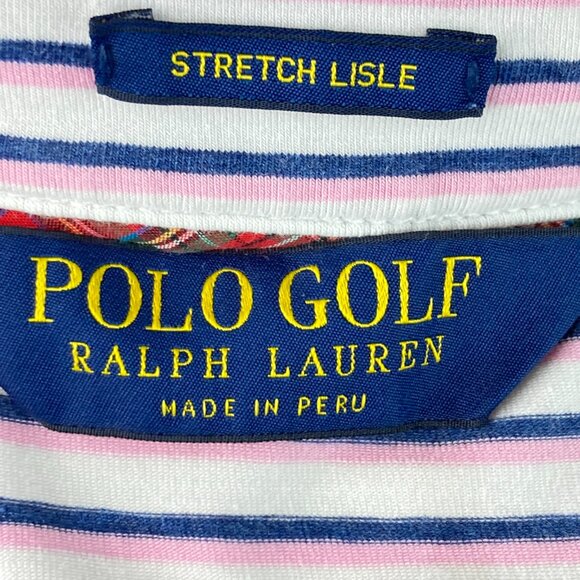 STRETCH LISLE
POLO GOLF
RALPH LAUREN
MADE IN PERU